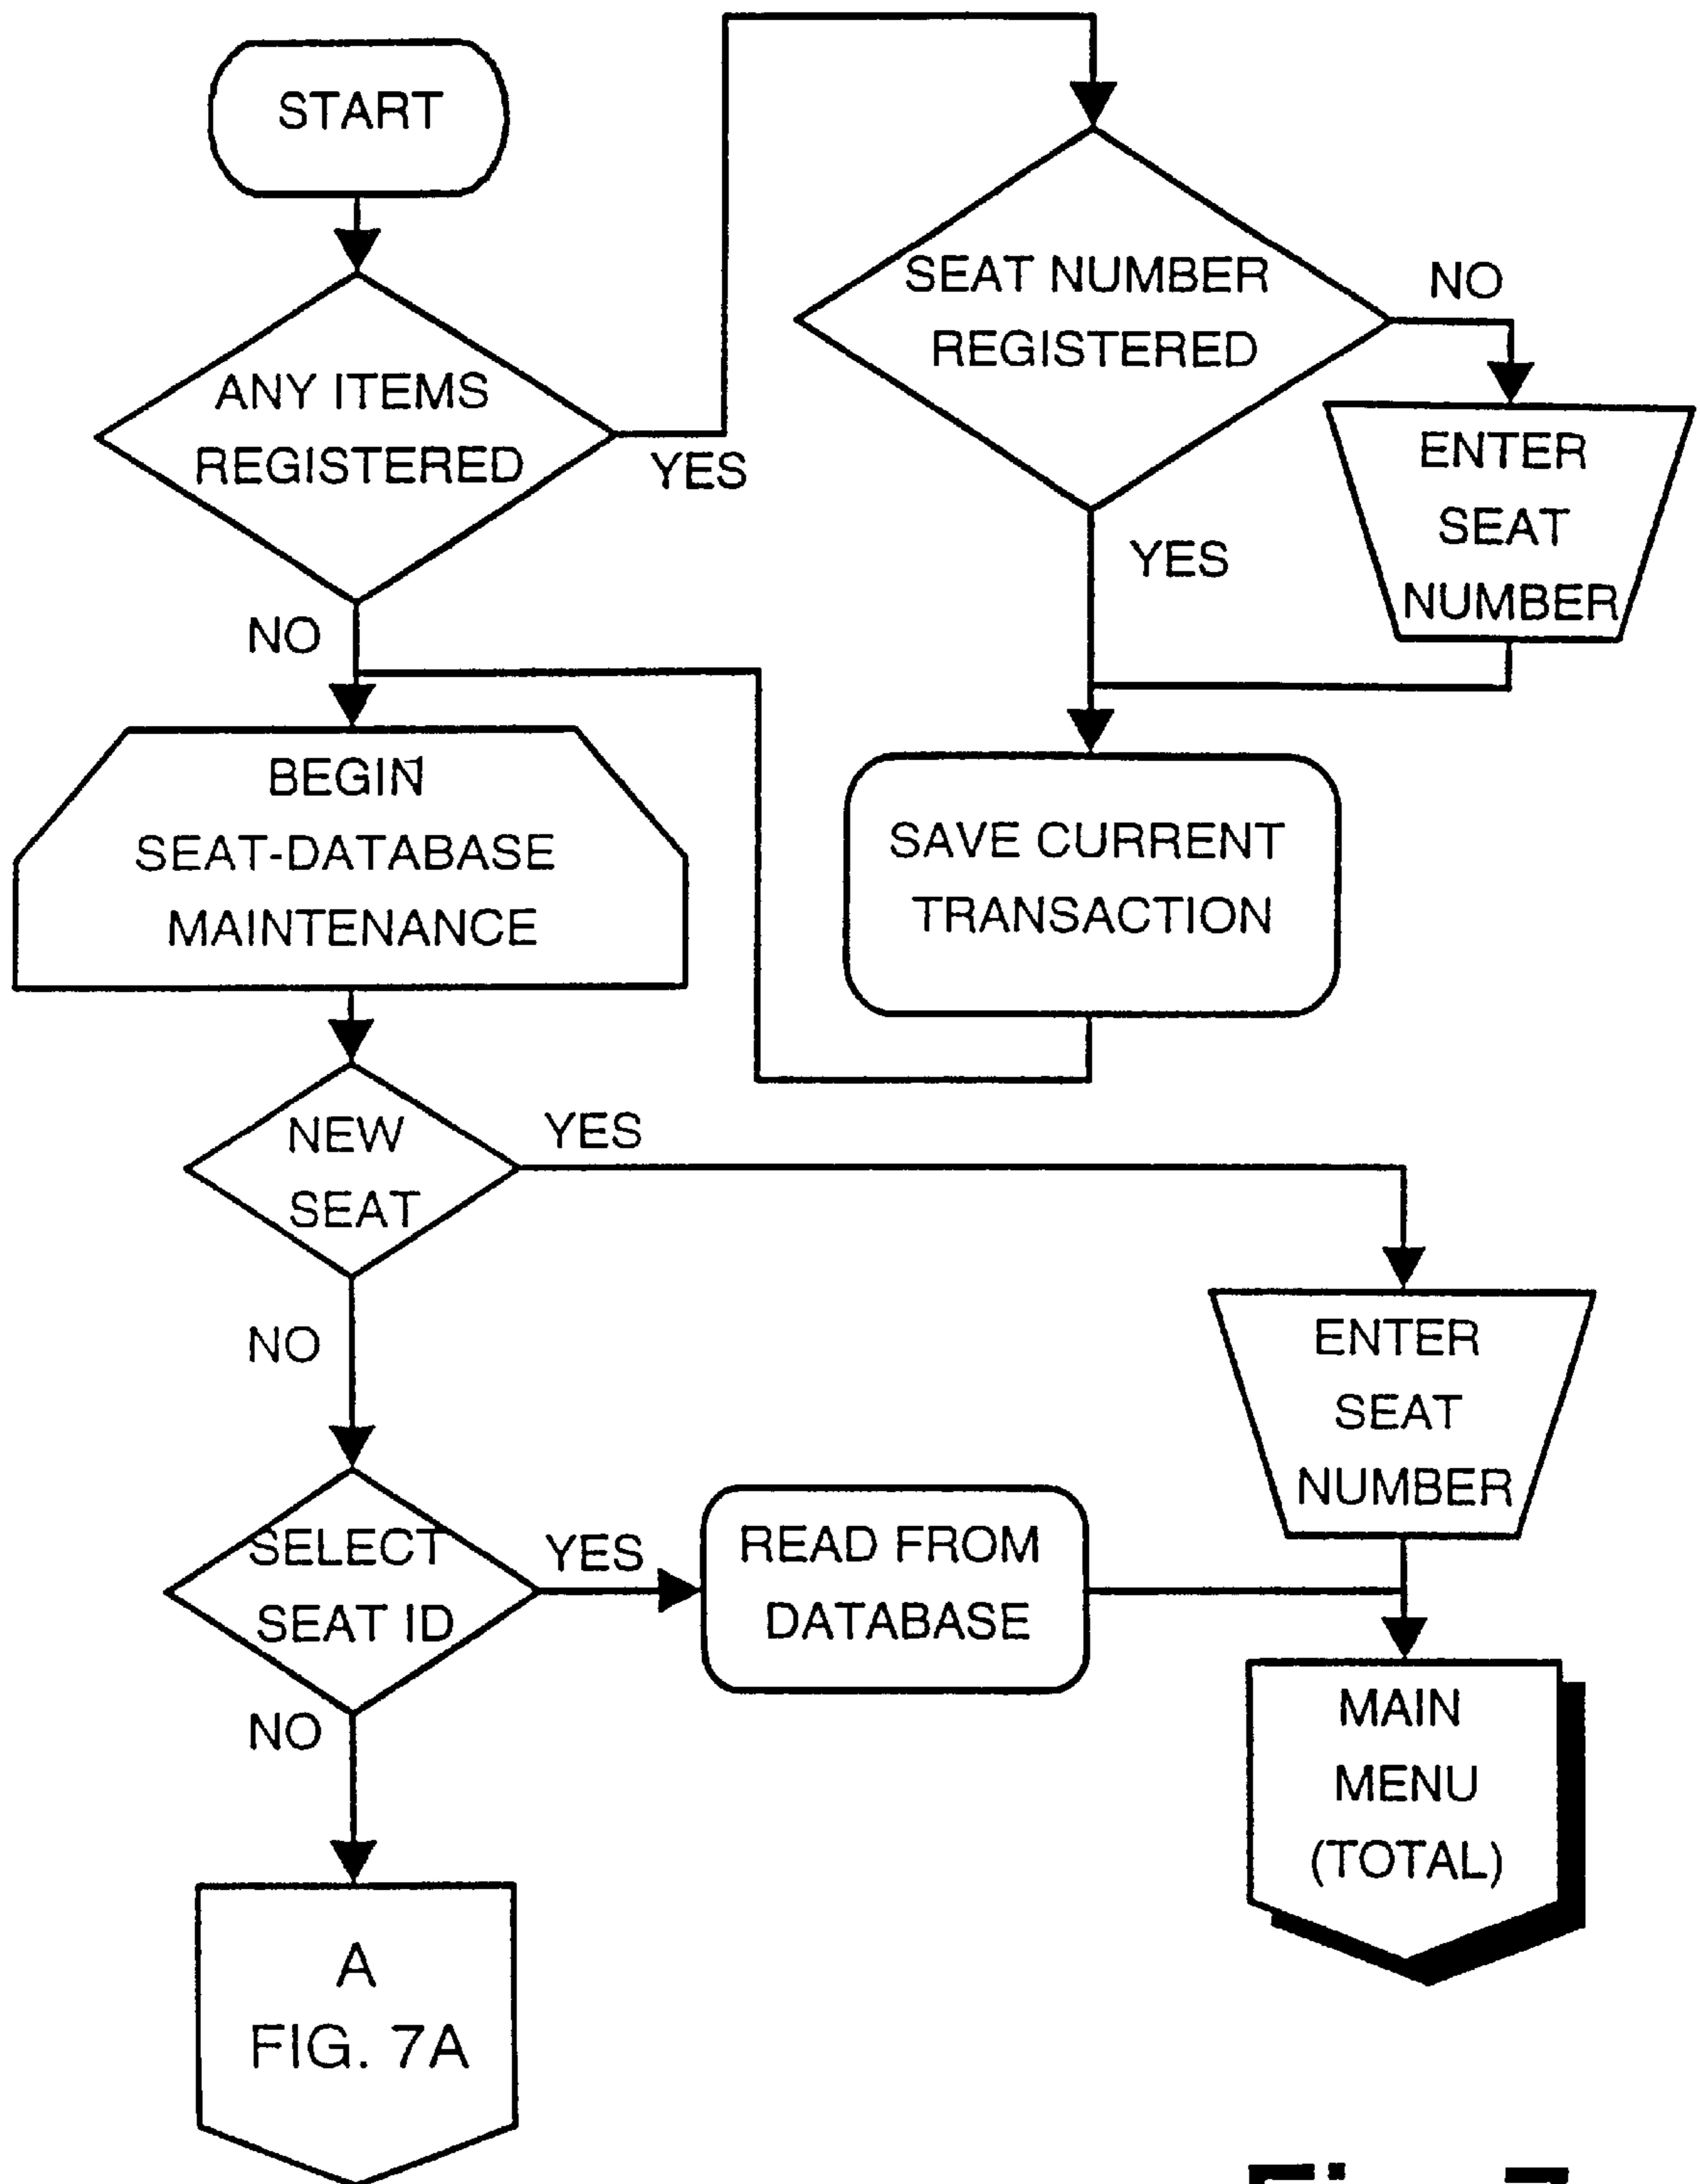 START
ANY ITEMS
REGISTERED
YES
NO
SEAT NUMBER
REGISTERED
NO
YES
ENTER
SEAT
NUMBER
SAVE CURRENT
TRANSACTION
BEGIN
SEAT-DATABASE
MAINTENANCE
NEW
SEAT
YES
NO
ENTER
SEAT
NUMBER
SELECT
SEAT ID
YES
NO
READ FROM
DATABASE
MAIN
MENU
(TOTAL)
A
FIG. 7A